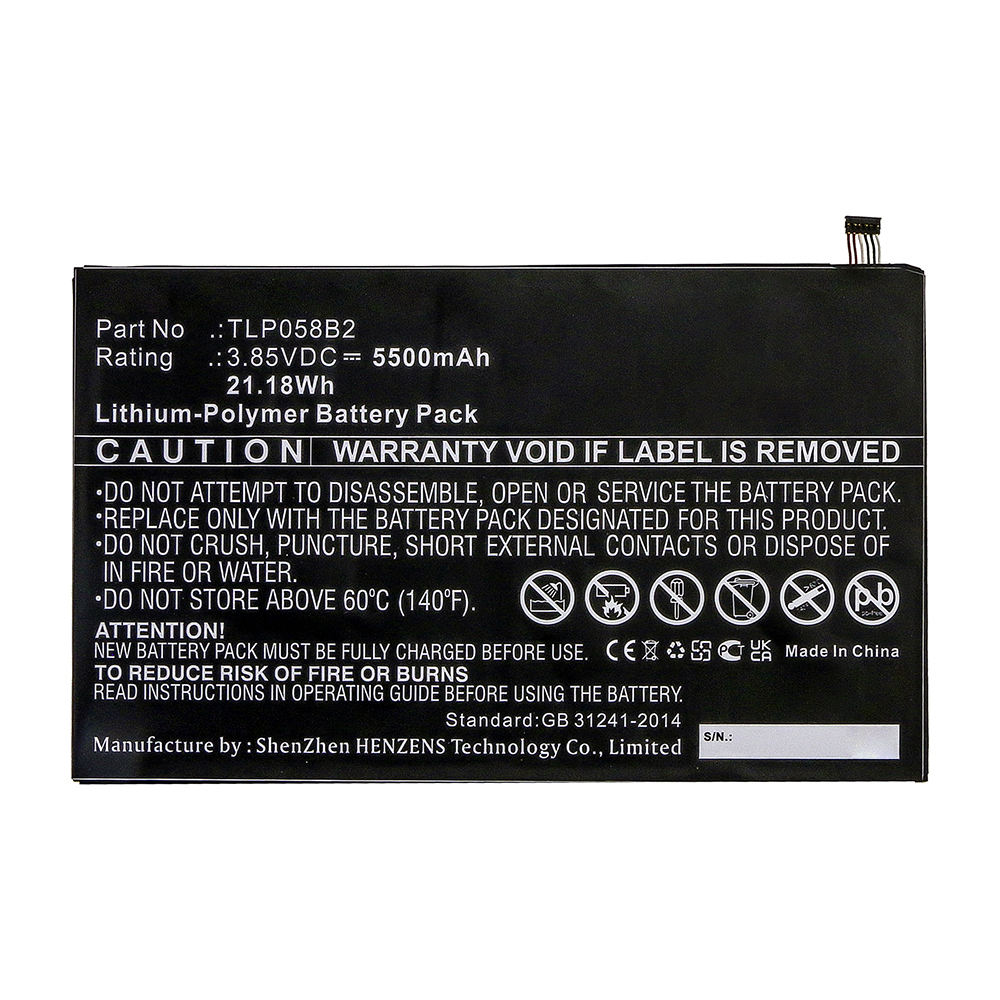 Part No .:TLP058B2
Rating .:3.85VDC⎓ 5500mAh
21.18Wh
Lithium-Polymer Battery Pack
CAUTION WARRANTY VOID IF LABEL IS REMOVED
•DO NOT ATTEMPT TO DISASSEMBLE, OPEN OR SERVICE THE BATTERY PACK.
•REPLACE ONLY WITH THE BATTERY PACK DESIGNATED FOR THIS PRODUCT.
•DO NOT CRUSH, PUNCTURE, SHORT EXTERNAL CONTACTS OR DISPOSE OF
IN FIRE OR WATER.
•DO NOT STORE ABOVE 60°C (140°F).
Pb
pb-free
ATTENTION!
NEW BATTERY PACK MUST BE FULLY CHARGED BEFORE USE. CE PCT UK CA Made In China
TO REDUCE RISK OF FIRE OR BURNS
READ INSTRUCTIONS IN OPERATING GUIDE BEFORE USING THE BATTERY.
Standard:GB 31241-2014
Manufacture by : ShenZhen HENZENS Technology Co., Limited
S/N.: